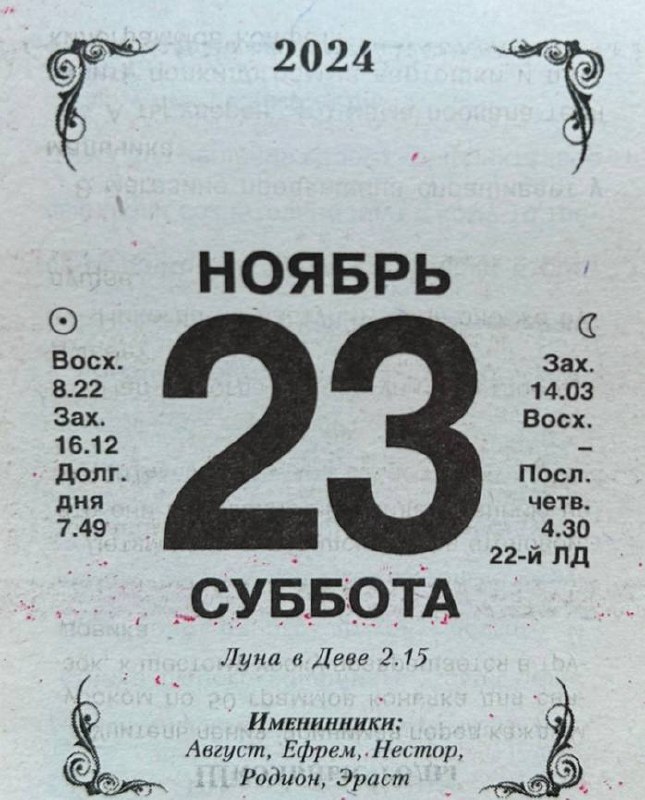 2024
НОЯБРЬ
23
Восх.
8.22
Зах.
16.12
Долг.
дня
7.49
Зах.
14.03
Восх.
–
Посл.
четв.
4.30
22-й ЛД
СУББОТА
Луна в Деве 2.15
Именинники:
Август, Ефрем, Нестор,
Родион, Эраст